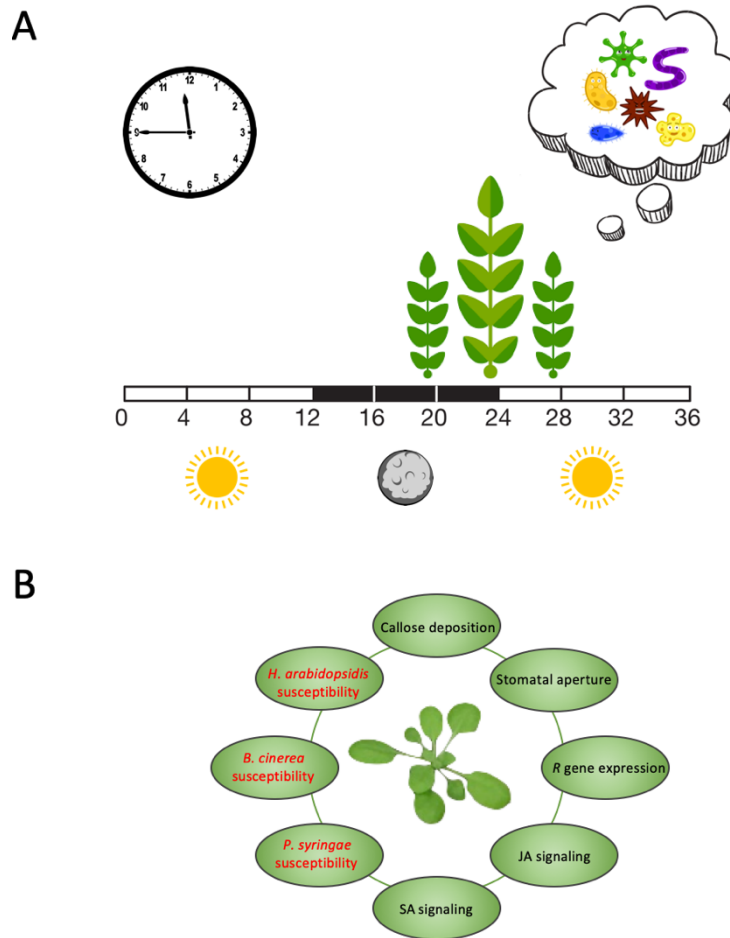 A
12
1
2
3
4
5
6
7
8
9
10
11
0 4 8 12 16 20 24 28 32 36
B
Callose deposition
H. arabidopsidis
susceptibility
Stomatal aperture
B. cinerea
susceptibility
R gene expression
P. syringae
susceptibility
JA signaling
SA signaling